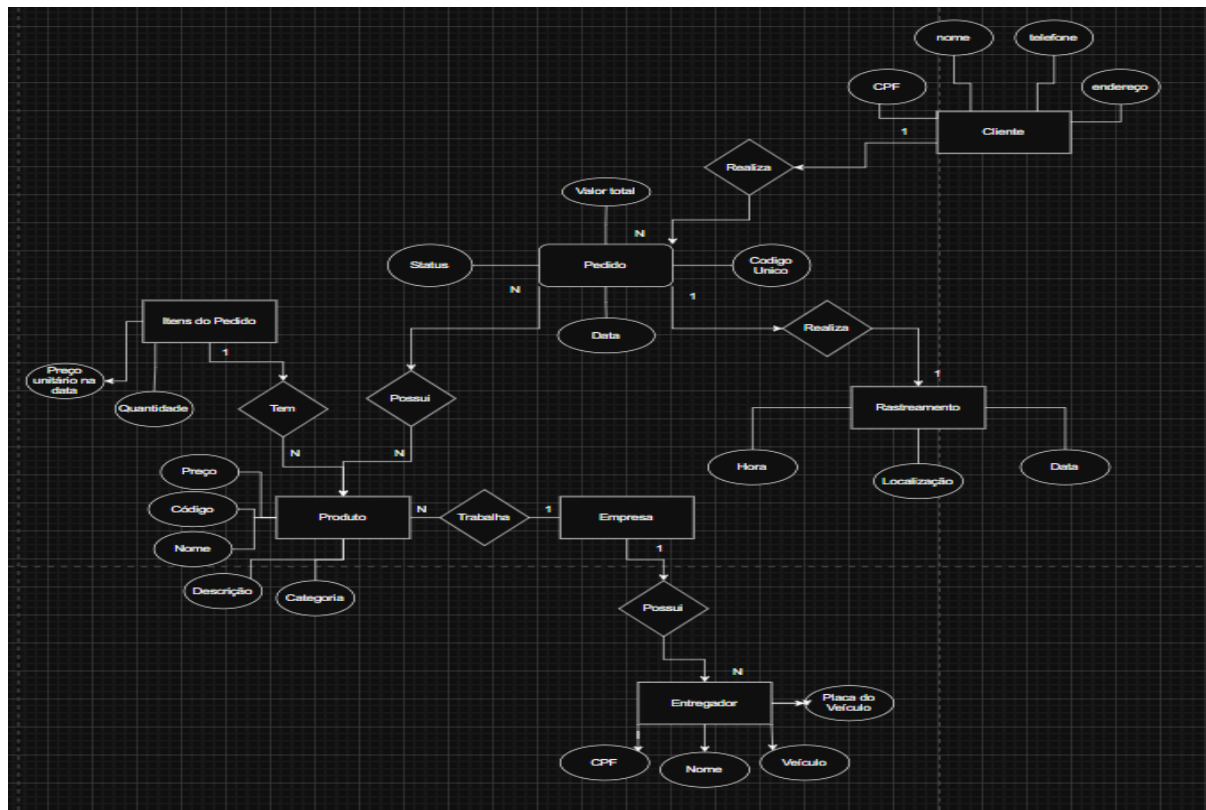 nome
telefone
CPF
endereço
Cliente
1
Realiza
Valor total
N
Status
Pedido
Codigo
Unico
N
1
Data
Realiza
Itens do Pedido
1
Preço
unitário na
data
Quantidade
Tem
Possui
1
Rastreamento
N
N
Hora
Localização
Data
Preço
Código
Nome
Produto
N
Trabalha
1
Empresa
Descrição
Categoria
1
Possui
N
Entregador
Placa do
Veículo
CPF
Nome
Veículo